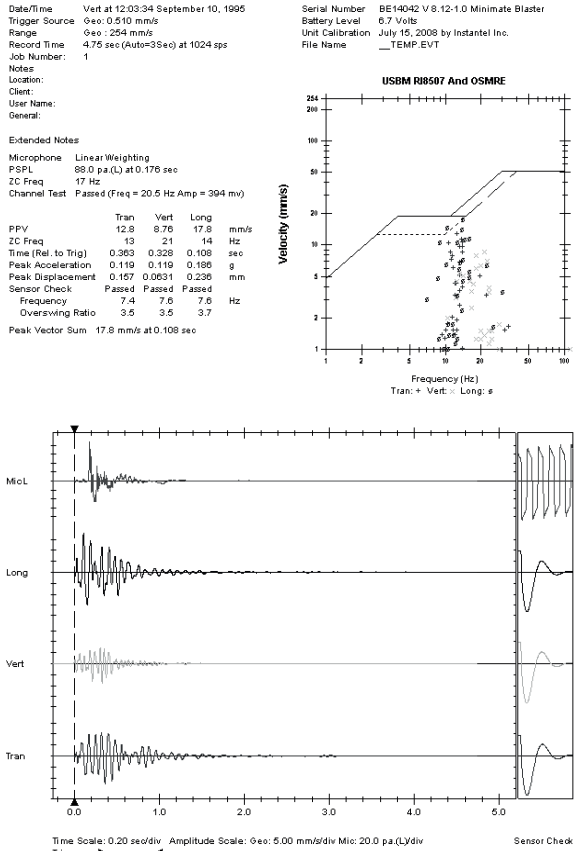 Date/Time Vert at 12:03:34 September 10, 1995
Trigger Source Geo: 0.510 mm/s
Range Geo : 254 mm/s
Record Time 4.75 sec (Auto=3Sec) at 1024 sps
Job Number: 1
Notes
Location:
Client:
User Name:
General:
Extended Notes
Microphone Linear Weighting
PSPL 88.0 pa.(L) at 0.176 sec
ZC Freq 17 Hz
Channel Test Passed (Freq = 20.5 Hz Amp = 394 mv)
Tran Vert Long
PPV 12.8 8.76 17.8 mm/s
ZC Freq 13 21 14 Hz
Time (Rel. to Trig) 0.363 0.328 0.108 sec
Peak Acceleration 0.119 0.119 0.186 g
Peak Displacement 0.157 0.063 0.236 mm
Sensor Check Passed Passed Passed
Frequency 7.4 7.6 7.6 Hz
Overswing Ratio 3.5 3.5 3.7
Peak Vector Sum 17.8 mm/s at 0.108 sec
Serial Number BE14042 V 8.12-1.0 Minimate Blaster
Battery Level 6.7 Volts
Unit Calibration July 15, 2008 by Instantel Inc.
File Name __TEMP.EVT
USBM RI8507 And OSMRE
254
200
100
50
20
10
5
2
1
Velocity (mm/s)
1 2 5 10 20 50 100
Frequency (Hz)
Tran: + Vert: × Long: ø
MicL
Long
Vert
Tran
0.0 1.0 2.0 3.0 4.0 5.0
Time Scale: 0.20 sec/div Amplitude Scale: Geo: 5.00 mm/s/div Mic: 20.0 pa.(L)/div
Sensor Check